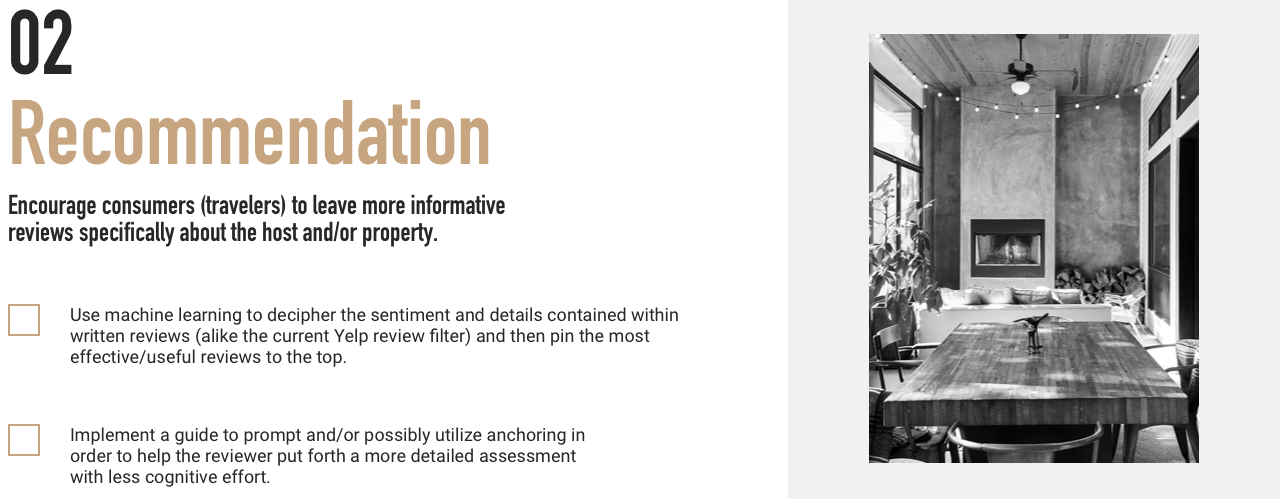 02
Recommendation
Encourage consumers (travelers) to leave more informative
reviews specifically about the host and/or property.
Use machine learning to decipher the sentiment and details contained within
written reviews (alike the current Yelp review filter) and then pin the most
effective/useful reviews to the top.
Implement a guide to prompt and/or possibly utilize anchoring in
order to help the reviewer put forth a more detailed assessment
with less cognitive effort.